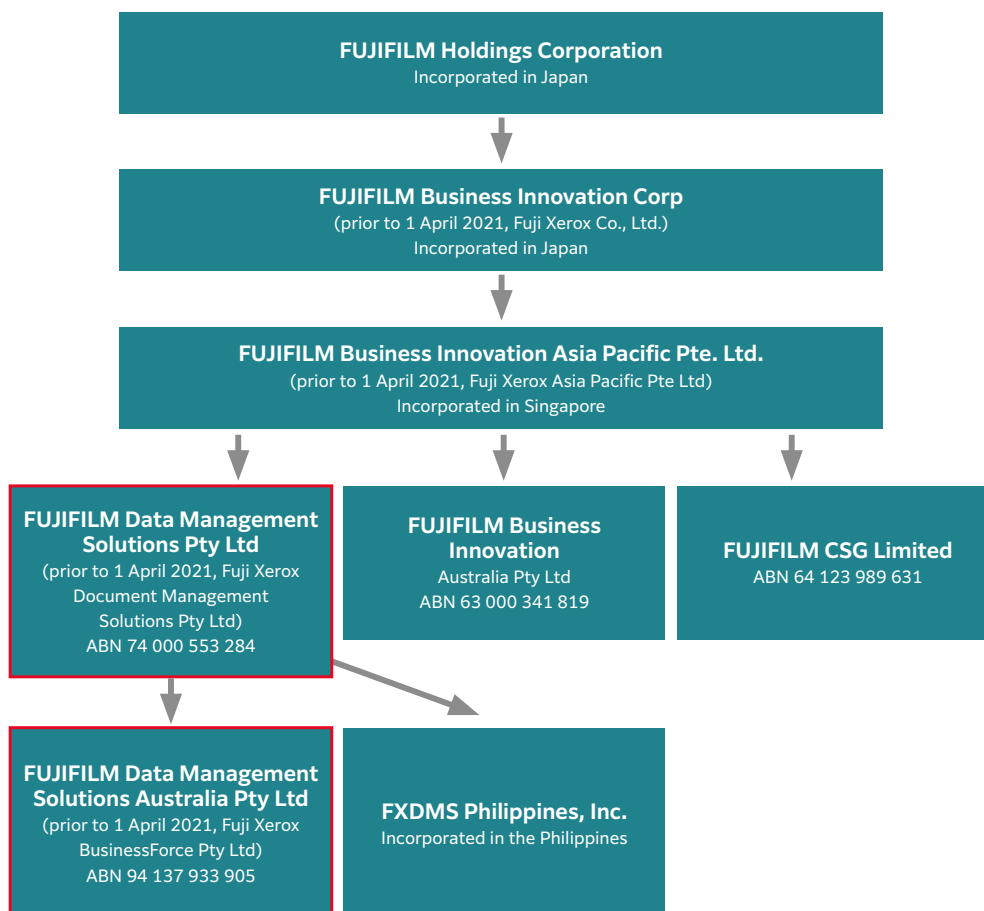 FUJIFILM Holdings Corporation
Incorporated in Japan
FUJIFILM Business Innovation Corp
(prior to 1 April 2021, Fuji Xerox Co., Ltd.)
Incorporated in Japan
FUJIFILM Business Innovation Asia Pacific Pte. Ltd.
(prior to 1 April 2021, Fuji Xerox Asia Pacific Pte Ltd)
Incorporated in Singapore
FUJIFILM Data Management
Solutions Pty Ltd
(prior to 1 April 2021, Fuji Xerox
Document Management
Solutions Pty Ltd)
ABN 74 000 553 284
FUJIFILM Business
Innovation
Australia Pty Ltd
ABN 63 000 341 819
FUJIFILM CSG Limited
ABN 64 123 989 631
FUJIFILM Data Management
Solutions Australia Pty Ltd
(prior to 1 April 2021, Fuji Xerox
BusinessForce Pty Ltd)
ABN 94 137 933 905
FXDMS Philippines, Inc.
Incorporated in the Philippines